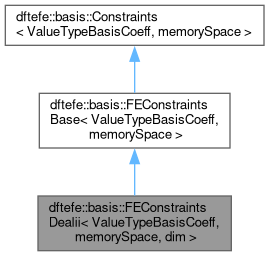 dftefe::basis::Constraints
< ValueTypeBasisCoeff, memorySpace >
dftefe::basis::FEConstraints
Base< ValueTypeBasisCoeff,
memorySpace >
dftefe::basis::FEConstraints
Dealii< ValueTypeBasisCoeff,
memorySpace, dim >